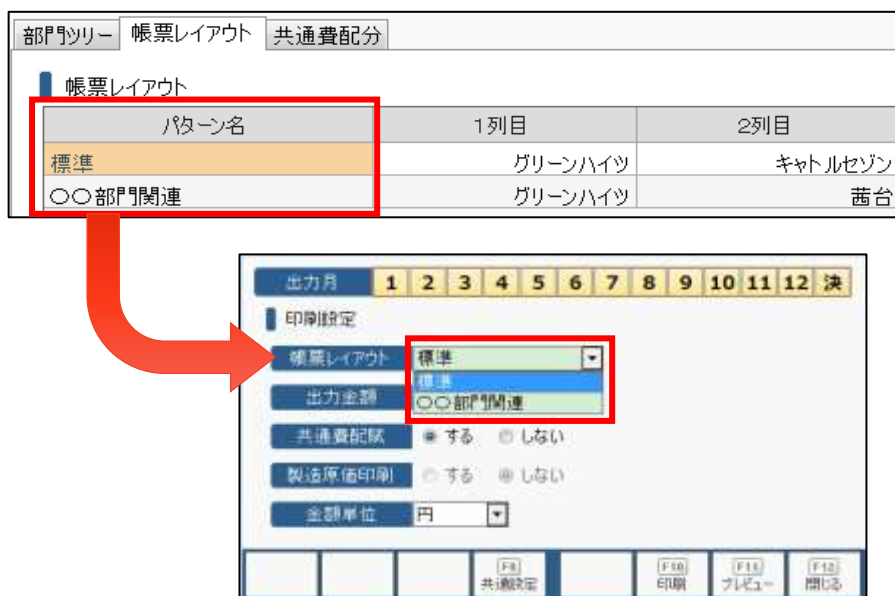 部門ツリー 帳票レイアウト 共通費配分
帳票レイアウト
パターン名 1列目 2列目
標準 グリーンハイツ キャトルセゾン
〇〇部門関連 グリーンハイツ 茜台
出力月 1 2 3 4 5 6 7 8 9 10 11 12 決
印刷設定
帳票レイアウト 標準
標準
出力金額 〇〇部門関連
共通費配賦 する しない
製造原価印刷 する しない
金額単位 円
F8 F10 F11 F12
共通設定 印刷 プレビュー 閉じる